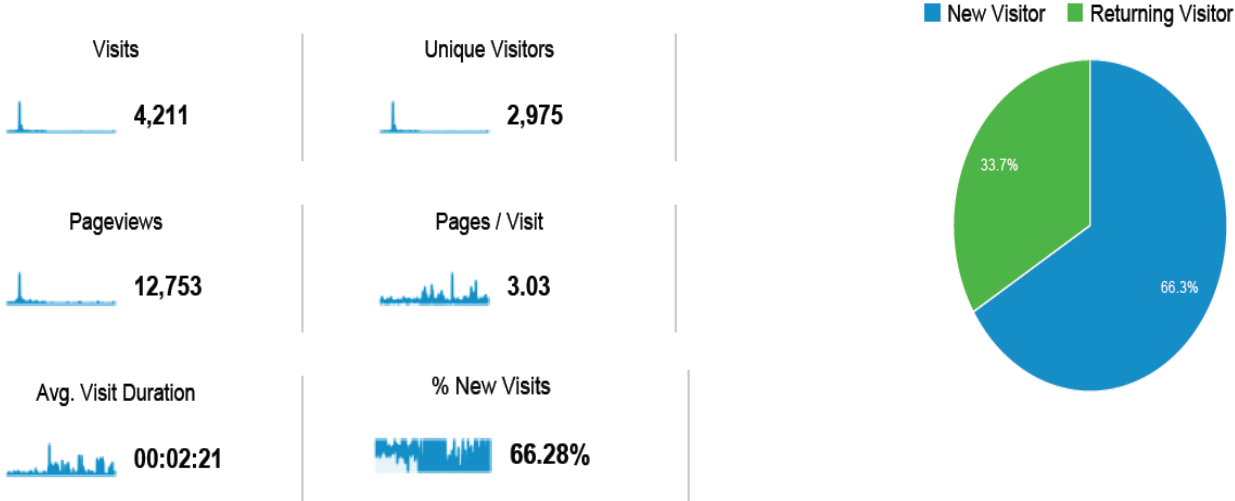 New Visitor Returning Visitor
Visits
4,211
Unique Visitors
2,975
Pageviews
12,753
Pages / Visit
3.03
Avg. Visit Duration
00:02:21
% New Visits
66.28%
33.7%
66.3%